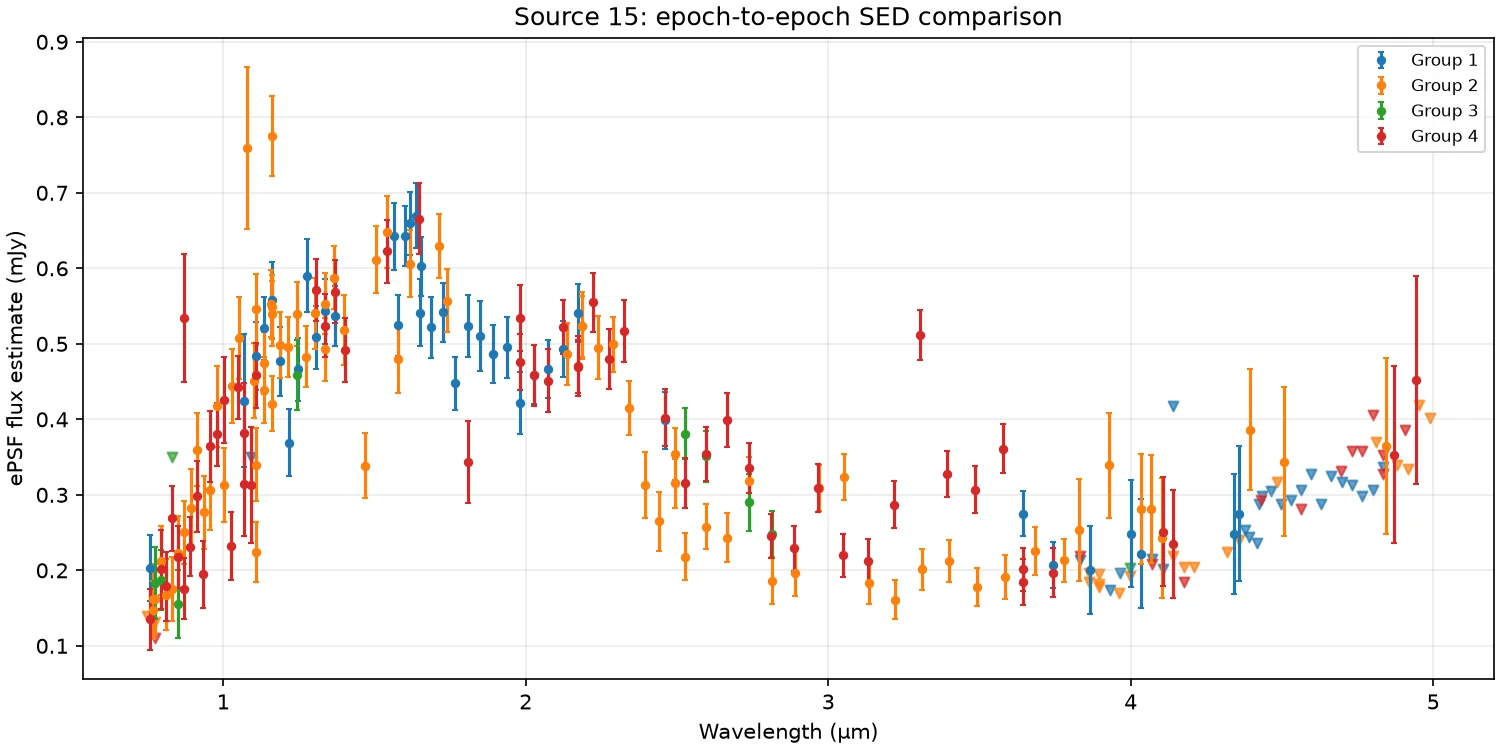 Source 15: epoch-to-epoch SED comparison
ePSF flux estimate (mJy)
0.9
0.8
0.7
0.6
0.5
0.4
0.3
0.2
0.1
Group 1
Group 2
Group 3
Group 4
1 2 3 4 5
Wavelength (μm)